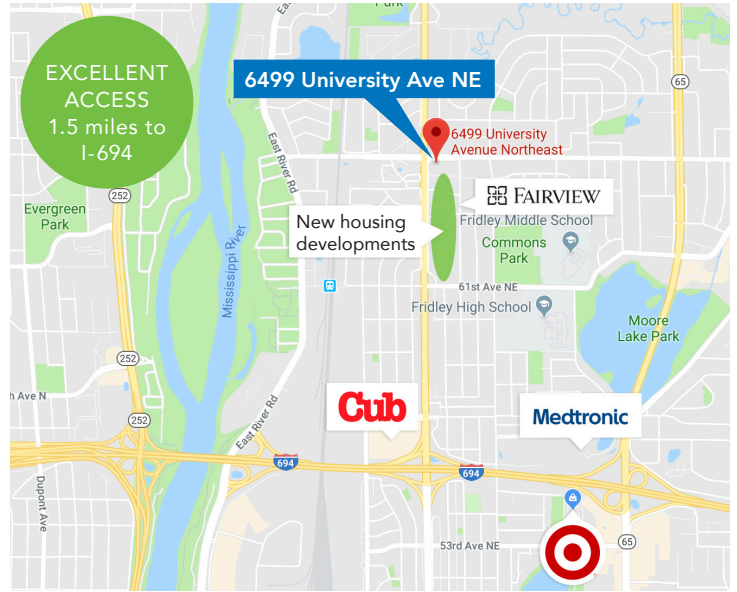 Park
EXCELLENT
ACCESS
1.5 miles to
I-694
6499 University Ave NE
65
6499 University
Avenue Northeast
East River Rd
252
FAIRVIEW
Evergreen
Park
New housing
developments
Fridley Middle School
Commons
Park
Mississippi River
61st Ave NE
Fridley High School
Moore
Lake Park
252
h Ave N
Cub
Medtronic
252
East River Rd
694
694
Dupont Ave
53rd Ave NE
65